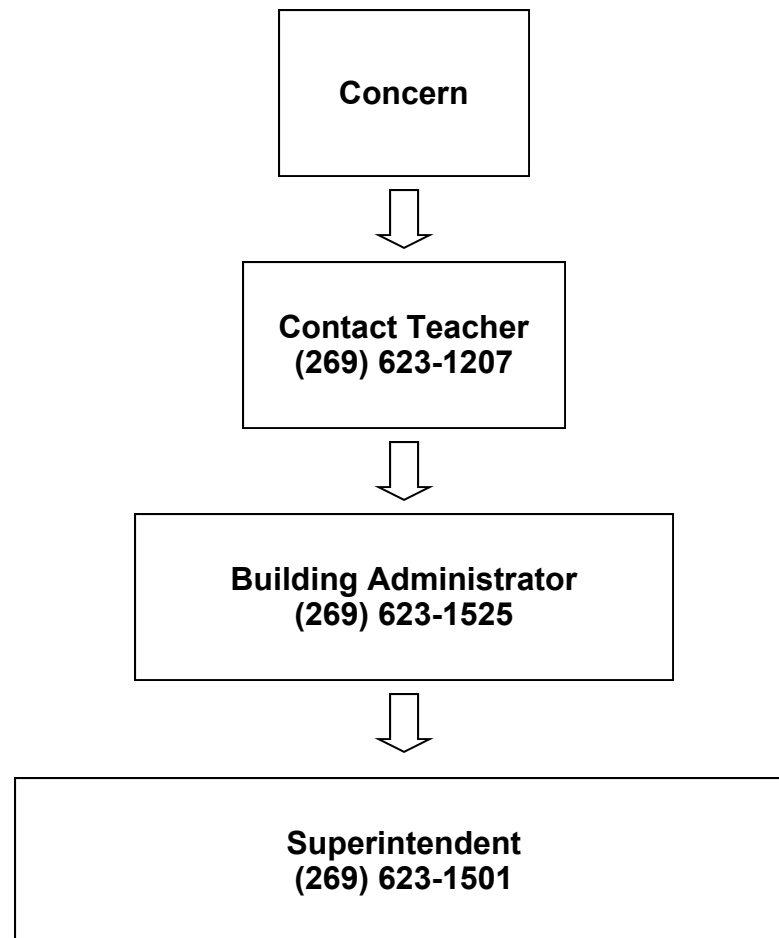 Concern
Contact Teacher
(269) 623-1207
Building Administrator
(269) 623-1525
Superintendent
(269) 623-1501